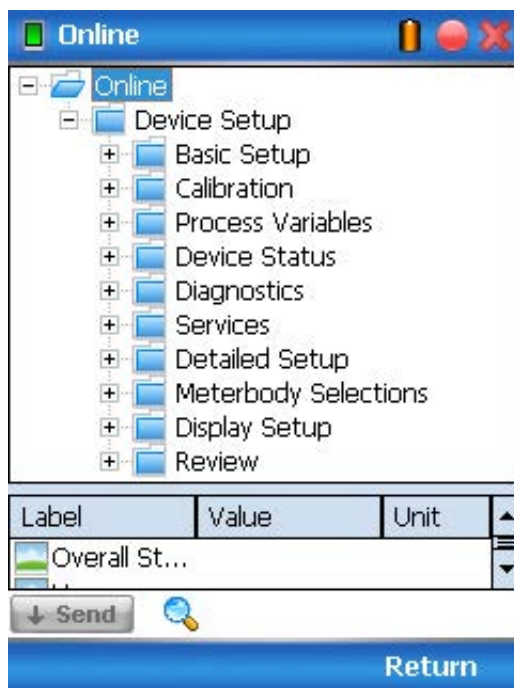 Online
Online
Device Setup
Basic Setup
Calibration
Process Variables
Device Status
Diagnostics
Services
Detailed Setup
Meterbody Selections
Display Setup
Review
Label Value Unit
Overall St...
Send
Return